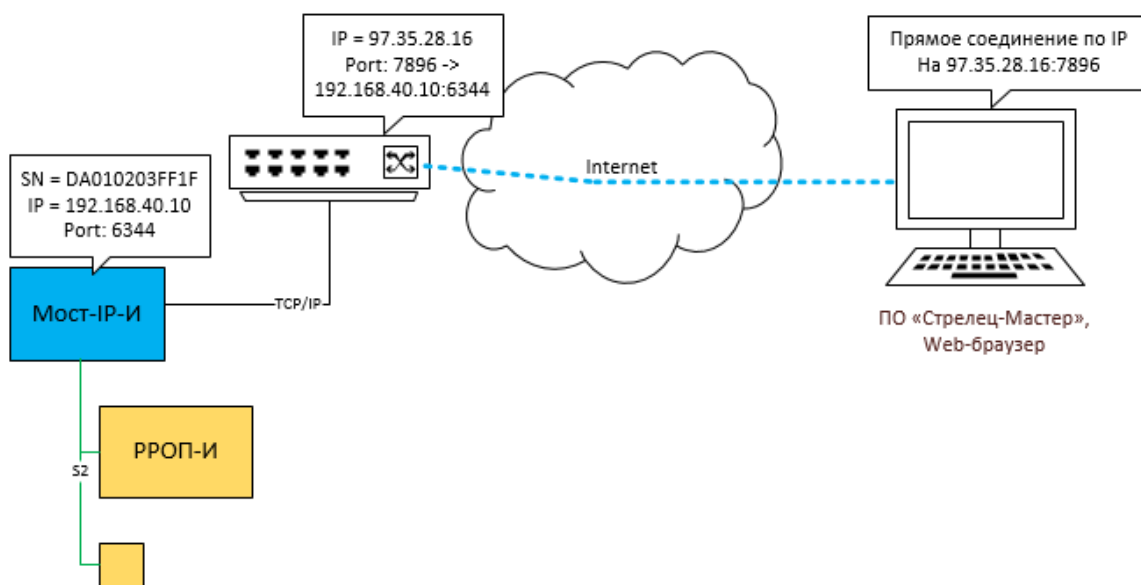 IP = 97.35.28.16
Port: 7896 ->
192.168.40.10:6344
Прямое соединение по IP
На 97.35.28.16:7896
Internet
SN = DA010203FF1F
IP = 192.168.40.10
Port: 6344
Мост-IP-И
TCP/IP
ПО «Стрелец-Мастер»,
Web-браузер
РРОП-И
S2